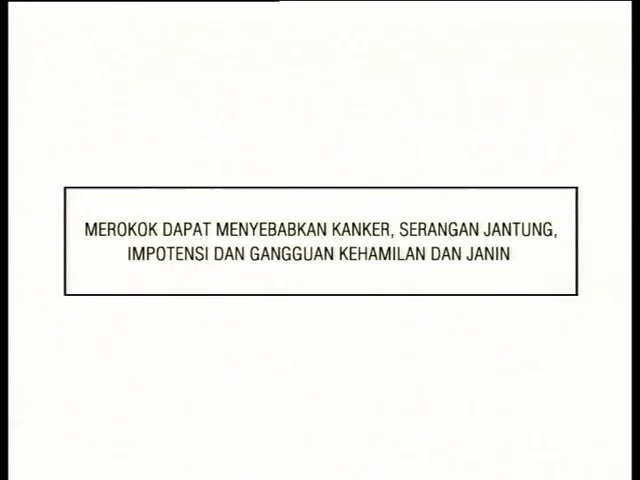 MEROKOK DAPAT MENYEBABKAN KANKER, SERANGAN JANTUNG,
IMPOTENSI DAN GANGGUAN KEHAMILAN DAN JANIN